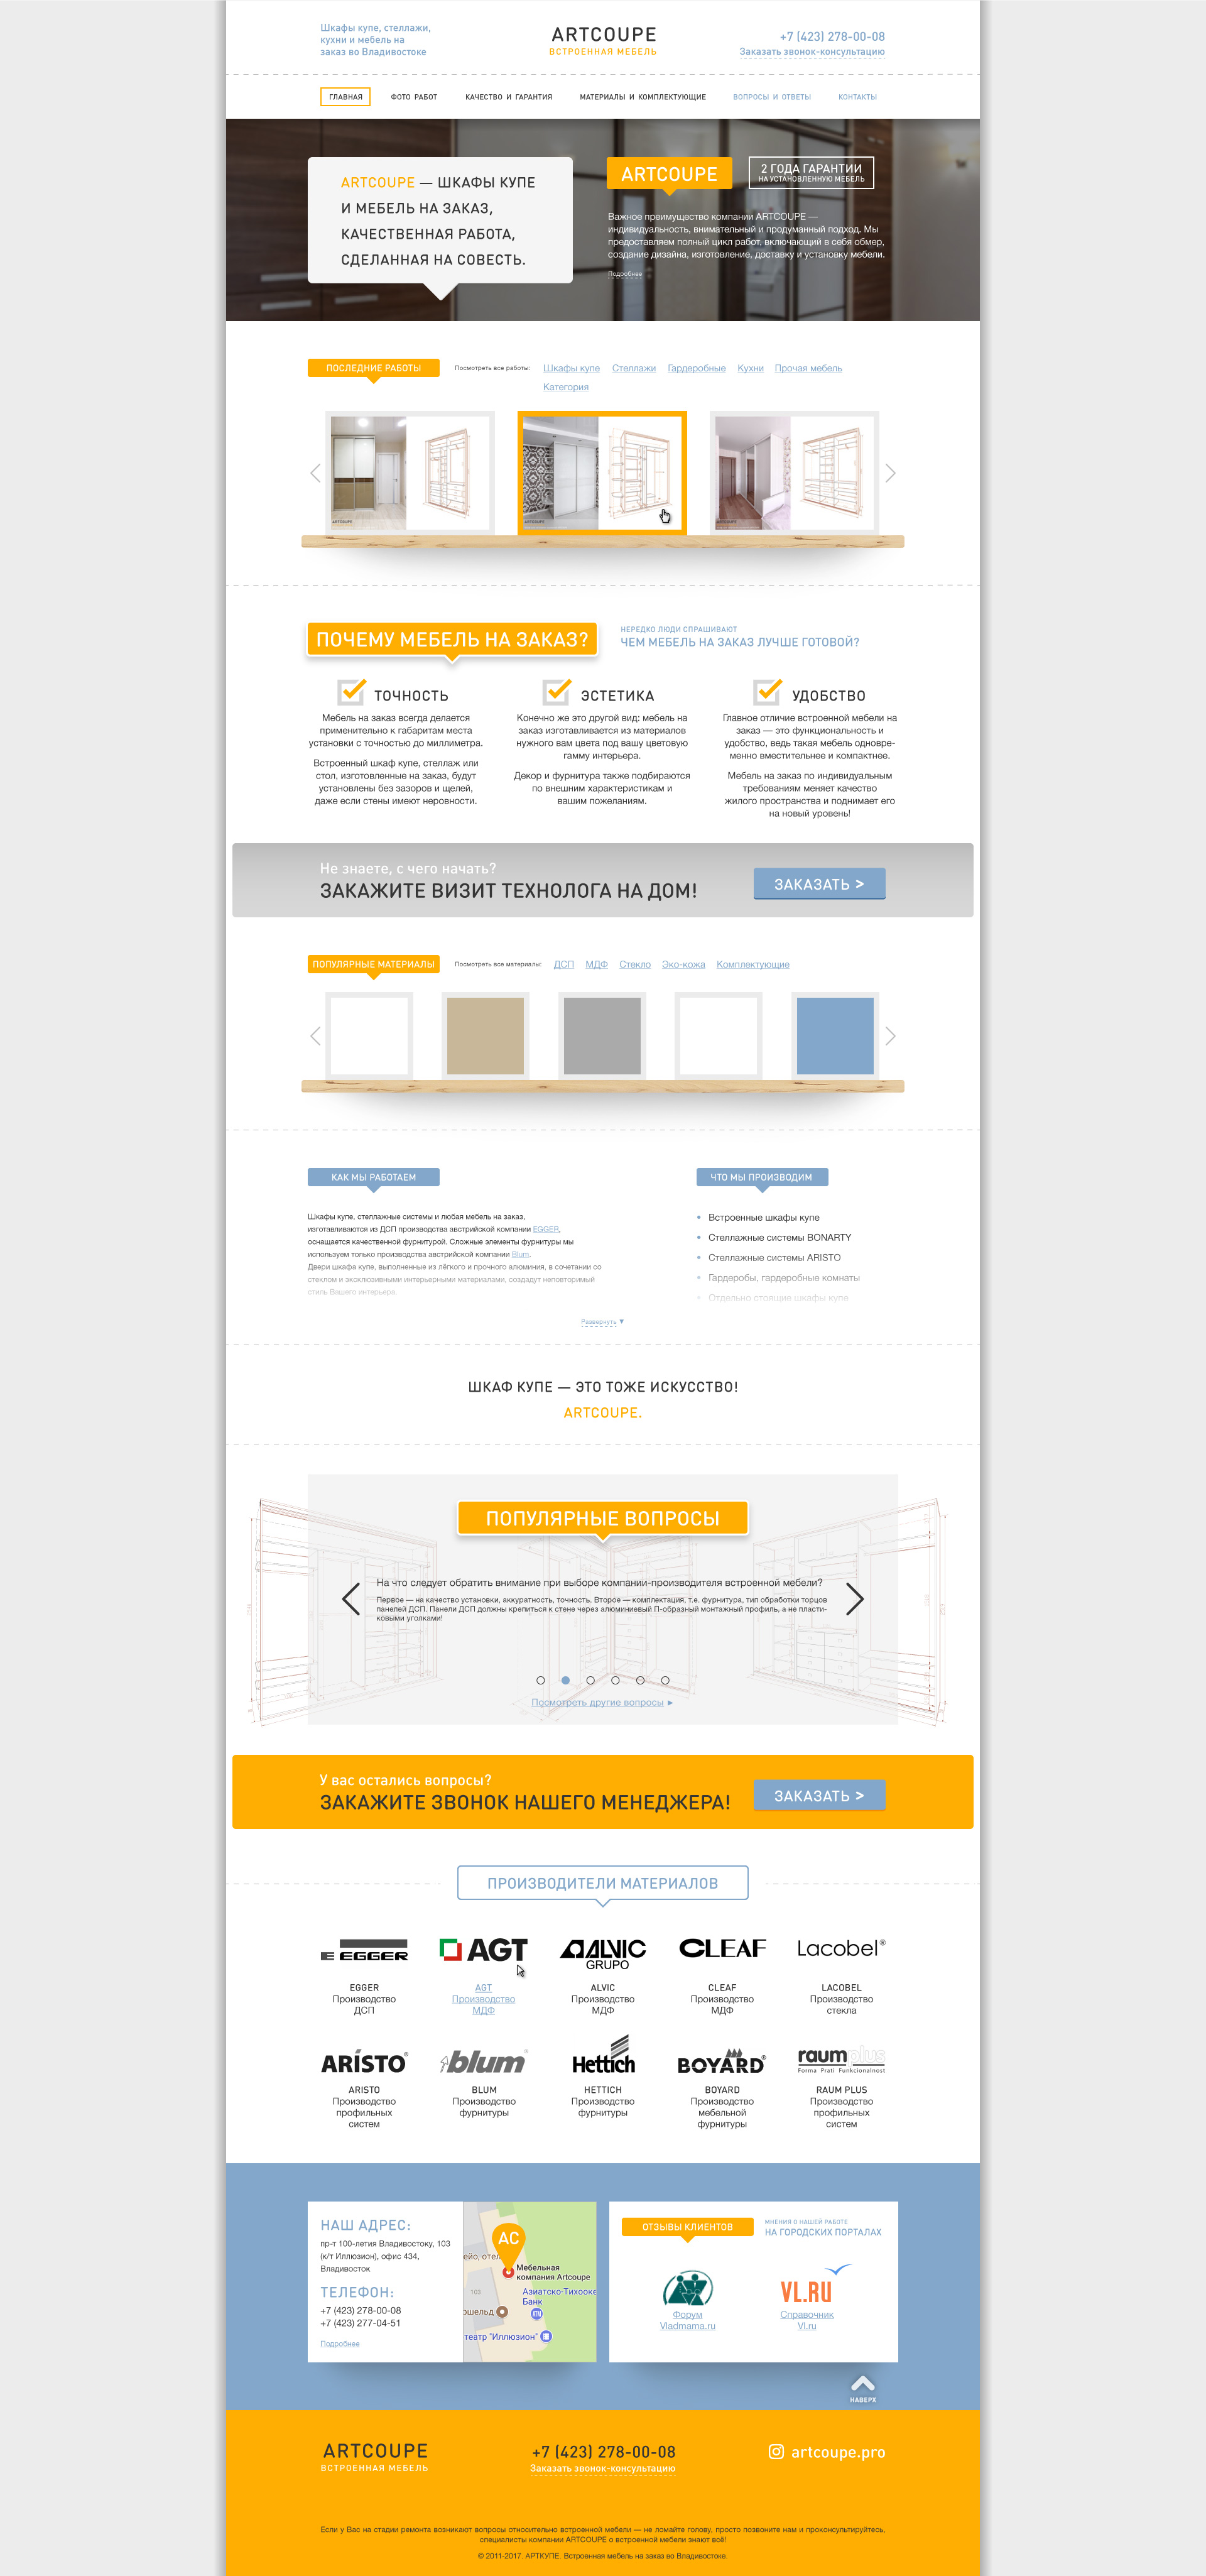 Шкафы купе, стеллажи,
кухни и мебель на
заказ во Владивостоке
ARTCOUPE
ВСТРОЕННАЯ МЕБЕЛЬ
+7 (423) 278-00-08
Заказать звонок-консультацию
ГЛАВНАЯ
ФОТО РАБОТ
КАЧЕСТВО И ГАРАНТИЯ
МАТЕРИАЛЫ И КОМПЛЕКТУЮЩИЕ
ВОПРОСЫ И ОТВЕТЫ
КОНТАКТЫ
ARTCOUPE — ШКАФЫ КУПЕ
И МЕБЕЛЬ НА ЗАКАЗ,
КАЧЕСТВЕННАЯ РАБОТА,
СДЕЛАННАЯ НА СОВЕСТЬ.
ARTCOUPE
2 ГОДА ГАРАНТИИ
НА УСТАНОВЛЕННУЮ МЕБЕЛЬ
Важное преимущество компании ARTCOUPE —
индивидуальность, внимательный и продуманный подход. Мы
предоставляем полный цикл работ, включающий в себя обмер,
создание дизайна, изготовление, доставку и установку мебели.
Подробнее
ПОСЛЕДНИЕ РАБОТЫ
Посмотреть все работы:
Шкафы купе Стеллажи Гардеробные Кухни Прочая мебель
Категория
ARTCOUPE
ARTCOUPE
ARTCOUPE
ПОЧЕМУ МЕБЕЛЬ НА ЗАКАЗ?
НЕРЕДКО ЛЮДИ СПРАШИВАЮТ
ЧЕМ МЕБЕЛЬ НА ЗАКАЗ ЛУЧШЕ ГОТОВОЙ?
ТОЧНОСТЬ
Мебель на заказ всегда делается
применительно к габаритам места
установки с точностью до миллиметра.
Встроенный шкаф купе, стеллаж или
стол, изготовленные на заказ, будут
установлены без зазоров и щелей,
даже если стены имеют неровности.
ЭСТЕТИКА
Конечно же это другой вид: мебель на
заказ изготавливается из материалов
нужного вам цвета под вашу цветовую
гамму интерьера.
Декор и фурнитура также подбираются
по внешним характеристикам и
вашим пожеланиям.
УДОБСТВО
Главное отличие встроенной мебели на
заказ — это функциональность и
удобство, ведь такая мебель одновре-
менно вместительнее и компактнее.
Мебель на заказ по индивидуальным
требованиям меняет качество
жилого пространства и поднимает его
на новый уровень!
Не знаете, с чего начать?
ЗАКАЖИТЕ ВИЗИТ ТЕХНОЛОГА НА ДОМ!
ЗАКАЗАТЬ >
ПОПУЛЯРНЫЕ МАТЕРИАЛЫ
Посмотреть все материалы:
ДСП МДФ Стекло Эко-кожа Комплектующие
КАК МЫ РАБОТАЕМ
Шкафы купе, стеллажные системы и любая мебель на заказ,
изготавливаются из ДСП производства австрийской компании EGGER,
оснащается качественной фурнитурой. Сложные элементы фурнитуры мы
используем только производства австрийской компании Blum.
Двери шкафа купе, выполненные из лёгкого и прочного алюминия, в сочетании со
стеклом и эксклюзивными интерьерными материалами, создадут неповторимый
стиль Вашего интерьера.
ЧТО МЫ ПРОИЗВОДИМ
• Встроенные шкафы купе
• Стеллажные системы BONARTY
• Стеллажные системы ARISTO
• Гардеробы, гардеробные комнаты
• Отдельно стоящие шкафы купе
Развернуть ▼
ШКАФ КУПЕ — ЭТО ТОЖЕ ИСКУССТВО!
ARTCOUPE.
ПОПУЛЯРНЫЕ ВОПРОСЫ
На что следует обратить внимание при выборе компании-производителя встроенной мебели?
Первое — на качество установки, аккуратность, точность. Второе — комплектация, т.е. фурнитура, тип обработки торцов
панелей ДСП. Панели ДСП должны крепиться к стене через алюминиевый П-образный монтажный профиль, а не пласти-
ковыми уголками!
Посмотреть другие вопросы ►
У вас остались вопросы?
ЗАКАЖИТЕ ЗВОНОК НАШЕГО МЕНЕДЖЕРА!
ЗАКАЗАТЬ >
ПРОИЗВОДИТЕЛИ МАТЕРИАЛОВ
E EGGER
AGT
ALVIC
GRUPO
CLEAF
Lacobel®
EGGER
Производство
ДСП
AGT
Производство
МДФ
ALVIC
Производство
МДФ
CLEAF
Производство
МДФ
LACOBEL
Производство
стекла
ARISTO®
blum®
Hettich
BOYARD®
raumplus
Forma Prati Funkcionalnost
ARISTO
Производство
профильных
систем
BLUM
Производство
фурнитуры
HETTICH
Производство
фурнитуры
BOYARD
Производство
мебельной
фурнитуры
RAUM PLUS
Производство
профильных
систем
НАШ АДРЕС:
пр-т 100-летия Владивостоку, 103
(к/т Иллюзион), офис 434,
Владивосток
ТЕЛЕФОН:
+7 (423) 278-00-08
+7 (423) 277-04-51
Подробнее
AC
ейо, отел
Мебельная
компания Artcoupe
103
Азиатско-Тихооке
Банк
ршельд
театр "Иллюзион"
ОТЗЫВЫ КЛИЕНТОВ
МНЕНИЯ О НАШЕЙ РАБОТЕ
НА ГОРОДСКИХ ПОРТАЛАХ
Форум
Vladmama.ru
VL.RU
Справочник
Vl.ru
НАВЕРХ
ARTCOUPE
ВСТРОЕННАЯ МЕБЕЛЬ
+7 (423) 278-00-08
Заказать звонок-консультацию
artcoupe.pro
Если у Вас на стадии ремонта возникают вопросы относительно встроенной мебели — не ломайте голову, просто позвоните нам и проконсультируйтесь,
специалисты компании ARTCOUPE о встроенной мебели знают всё!
© 2011-2017. АРТКУПЕ. Встроенная мебель на заказ во Владивостоке.